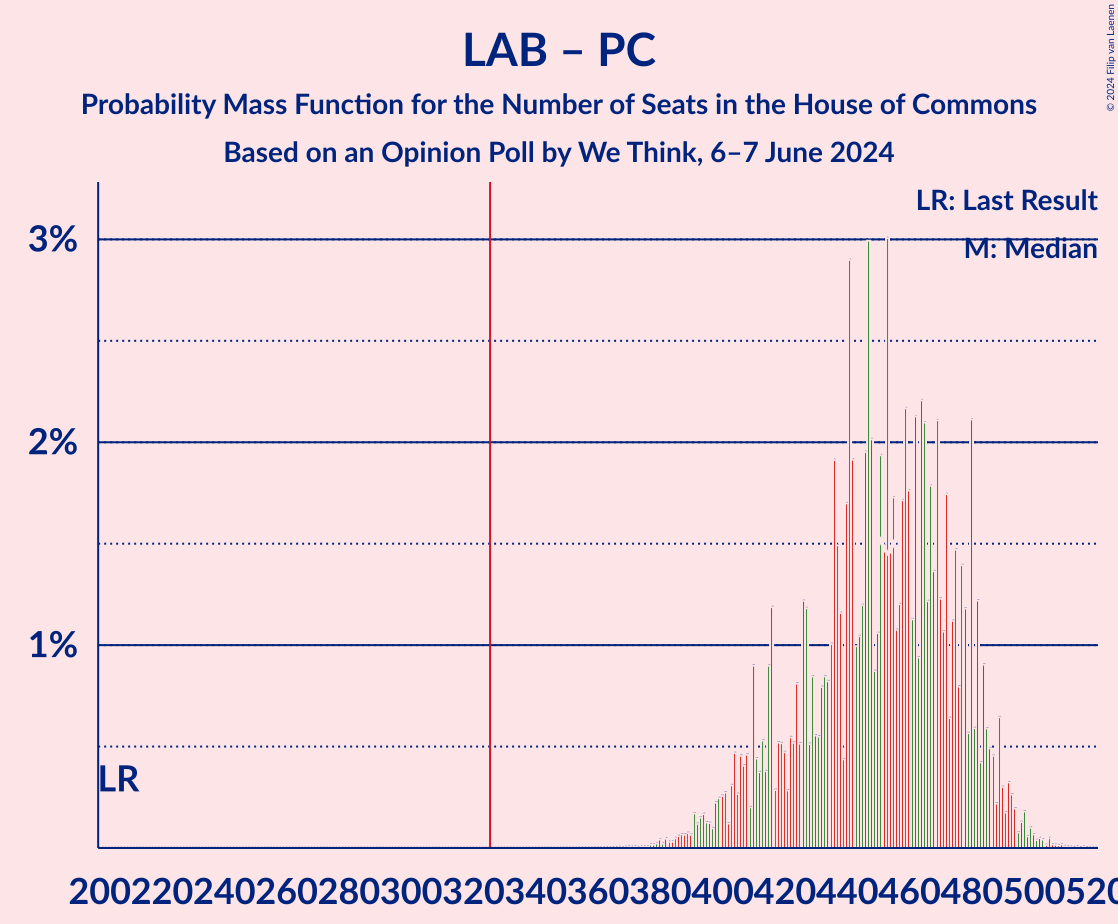 LAB – PC
Probability Mass Function for the Number of Seats in the House of Commons
Based on an Opinion Poll by We Think, 6–7 June 2024
© 2024 Filip van Laenen
LR: Last Result
M: Median
3%
2%
1%
LR
200220240260280300320340360380400420440460480500520